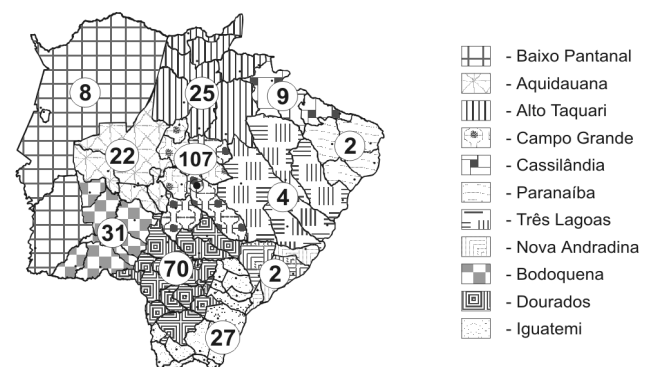 8
25
9
2
22
107
4
31
70
2
27
- Baixo Pantanal
- Aquidauana
- Alto Taquari
- Campo Grande
- Cassilândia
- Paranaíba
- Três Lagoas
- Nova Andradina
- Bodoquena
- Dourados
- Iguatemi